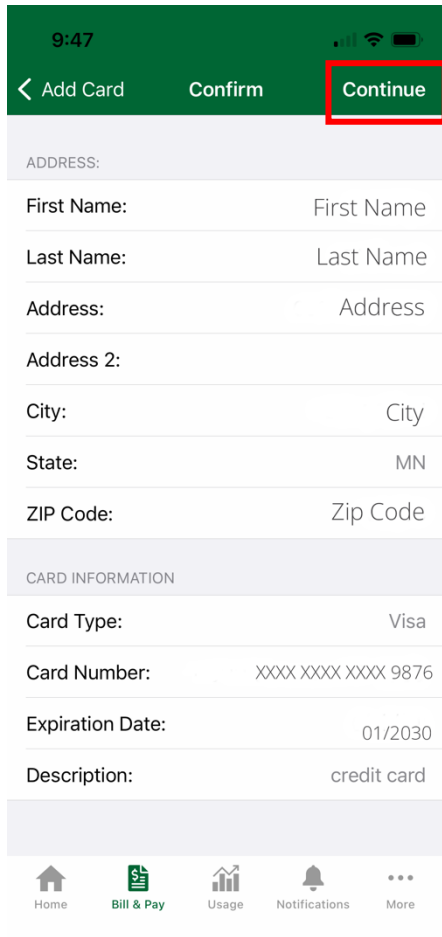 9:47
Add Card Confirm Continue
ADDRESS:
First Name: First Name
Last Name: Last Name
Address: Address
Address 2:
City: City
State: MN
ZIP Code: Zip Code
CARD INFORMATION
Card Type: Visa
Card Number: XXXX XXXX XXXX 9876
Expiration Date: 01/2030
Description: credit card
Home Bill & Pay Usage Notifications More